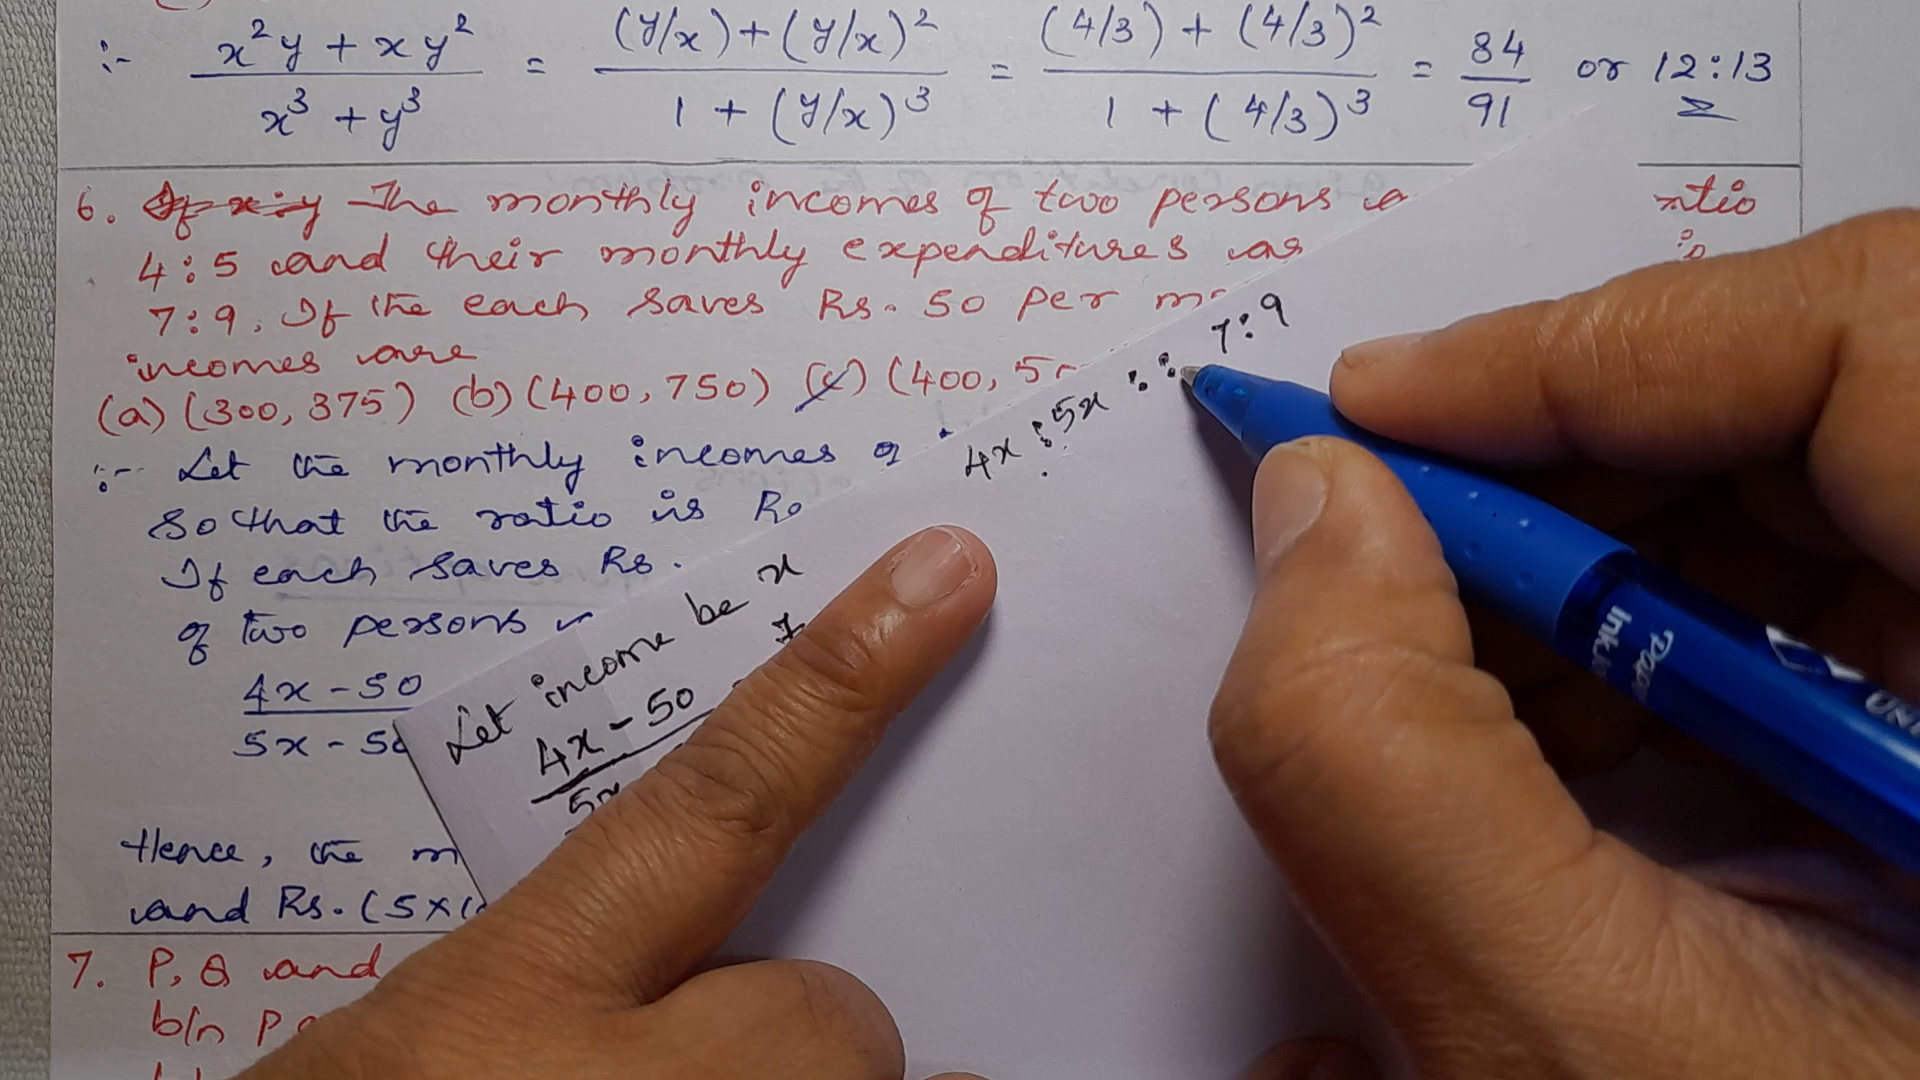 :- x²y + xy² / x³ + y³ = (y/x) + (y/x)² / 1 + (y/x)³ = (4/3) + (4/3)² / 1 + (4/3)³ = 84/91 or 12:13
6. The monthly incomes of two persons
4:5 and their monthly expenditures as
7:9. If the each saves Rs. 50 per
incomes are
(a) (300, 375) (b) (400, 750) (c) (400,
:- Let the monthly incomes
So that the ratio is
If each saves Rs.
of two persons
4x - 50
5x -
Hence, the
and Rs. (5×
7. P, Q and
b/n P
4x : 5x :: 7:9
Let income be x
4x - 50
5x